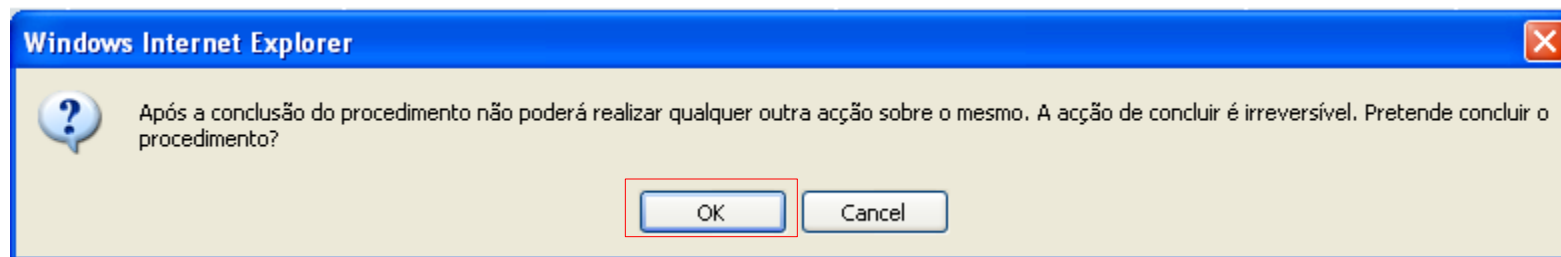 Windows Internet Explorer
Após a conclusão do procedimento não poderá realizar qualquer outra acção sobre o mesmo. A acção de concluir é irreversível. Pretende concluir o
procedimento?
OK Cancel